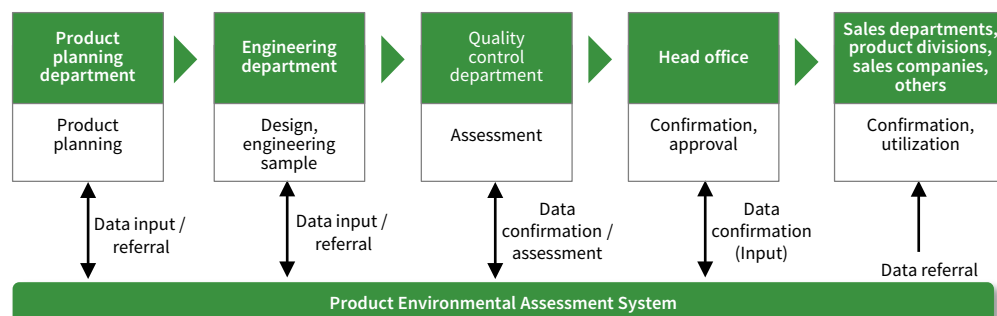 Product
planning
department
Product
planning
Engineering
department
Design,
engineering
sample
Quality
control
department
Assessment
Head office
Confirmation,
approval
Sales departments,
product divisions,
sales companies,
others
Confirmation,
utilization
Data input /
referral
Data input /
referral
Data
confirmation /
assessment
Data
confirmation
(Input)
Data referral
Product Environmental Assessment System